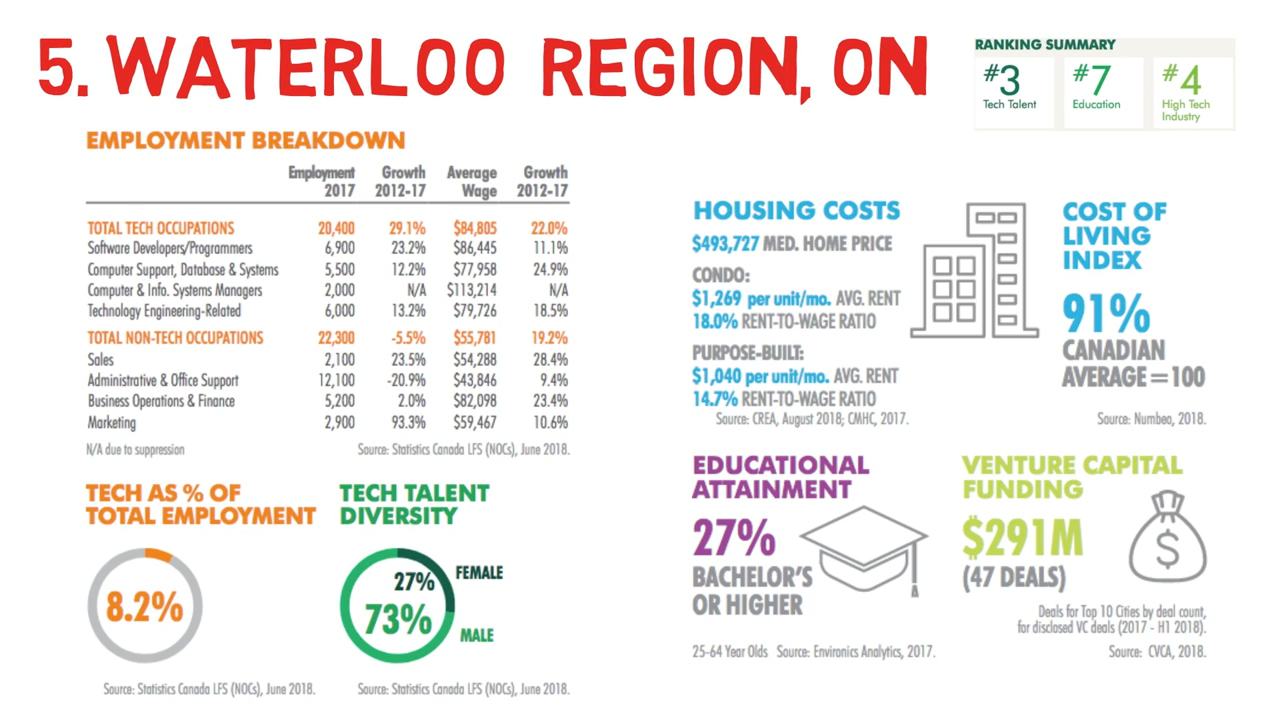 5. WATERLOO REGION, ON
RANKING SUMMARY
#3 #7 #4
Tech Talent Education High Tech
Industry
EMPLOYMENT BREAKDOWN
Employment Growth Average Growth
2017 2012-17 Wage 2012-17
TOTAL TECH OCCUPATIONS 20,400 29.1% $84,805 22.0%
Software Developers/Programmers 6,900 23.2% $86,445 11.1%
Computer Support, Database & Systems 5,500 12.2% $77,958 24.9%
Computer & Info. Systems Managers 2,000 N/A $113,214 N/A
Technology Engineering-Related 6,000 13.2% $79,726 18.5%
TOTAL NON-TECH OCCUPATIONS 22,300 -5.5% $55,781 19.2%
Sales 2,100 23.5% $54,288 28.4%
Administrative & Office Support 12,100 -20.9% $43,846 9.4%
Business Operations & Finance 5,200 2.0% $82,098 23.4%
Marketing 2,900 93.3% $59,467 10.6%
N/A due to suppression Source: Statistics Canada LFS (NOCs), June 2018.
TECH AS % OF
TOTAL EMPLOYMENT
8.2%
Source: Statistics Canada LFS (NOCs), June 2018.
TECH TALENT
DIVERSITY
27% FEMALE
73% MALE
Source: Statistics Canada LFS (NOCs), June 2018.
HOUSING COSTS
$493,727 MED. HOME PRICE
CONDO:
$1,269 per unit/mo. AVG. RENT
18.0% RENT-TO-WAGE RATIO
PURPOSE-BUILT:
$1,040 per unit/mo. AVG. RENT
14.7% RENT-TO-WAGE RATIO
Source: CREA, August 2018; CMHC, 2017.
COST OF
LIVING
INDEX
91%
CANADIAN
AVERAGE = 100
Source: Numbeo, 2018.
EDUCATIONAL
ATTAINMENT
27%
BACHELOR'S
OR HIGHER
25-64 Year Olds Source: Environics Analytics, 2017.
VENTURE CAPITAL
FUNDING
$291M
(47 DEALS)
$
Deals for Top 10 Cities by deal count,
for disclosed VC deals (2017 - H1 2018).
Source: CVCA, 2018.